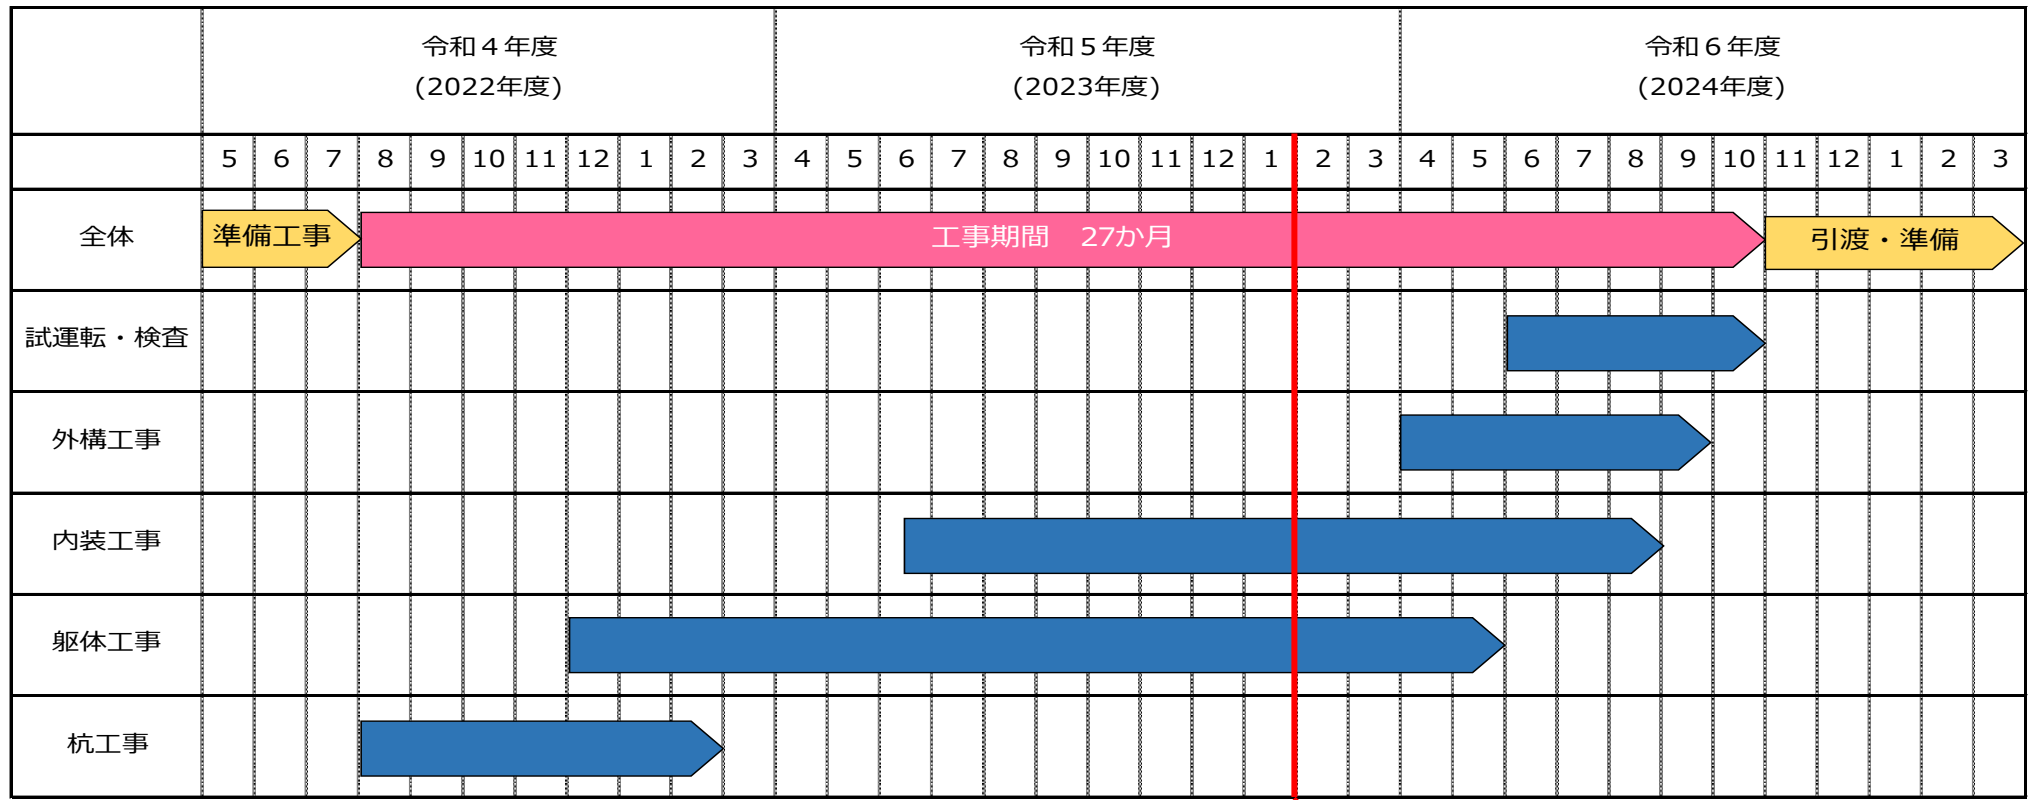 令和４年度
(2022年度)
令和５年度
(2023年度)
令和６年度
(2024年度)
5 6 7 8 9 10 11 12 1 2 3 4 5 6 7 8 9 10 11 12 1 2 3 4 5 6 7 8 9 10 11 12 1 2 3
全体 準備工事 工事期間　27か月 引渡・準備
試運転・検査
外構工事
内装工事
躯体工事
杭工事